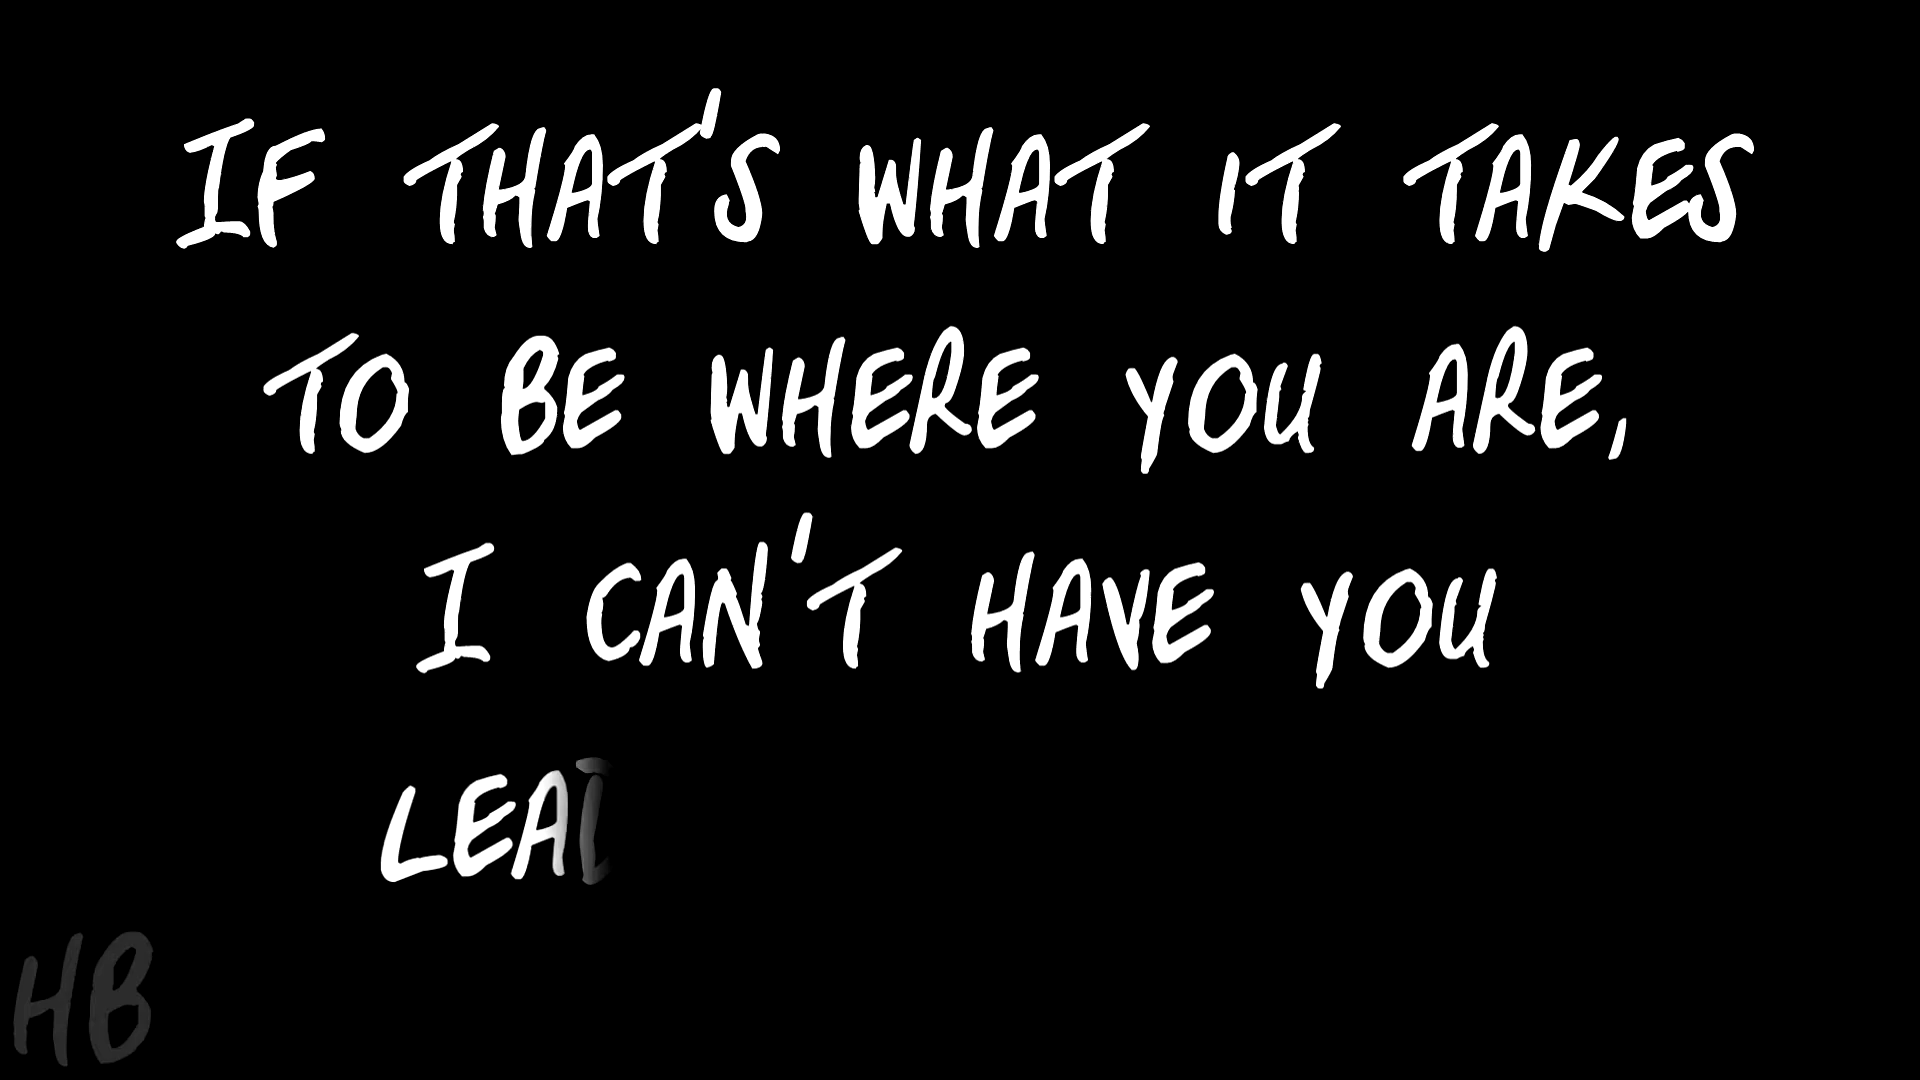 IF THAT'S WHAT IT TAKES
TO BE WHERE YOU ARE,
I CAN'T HAVE YOU
HB